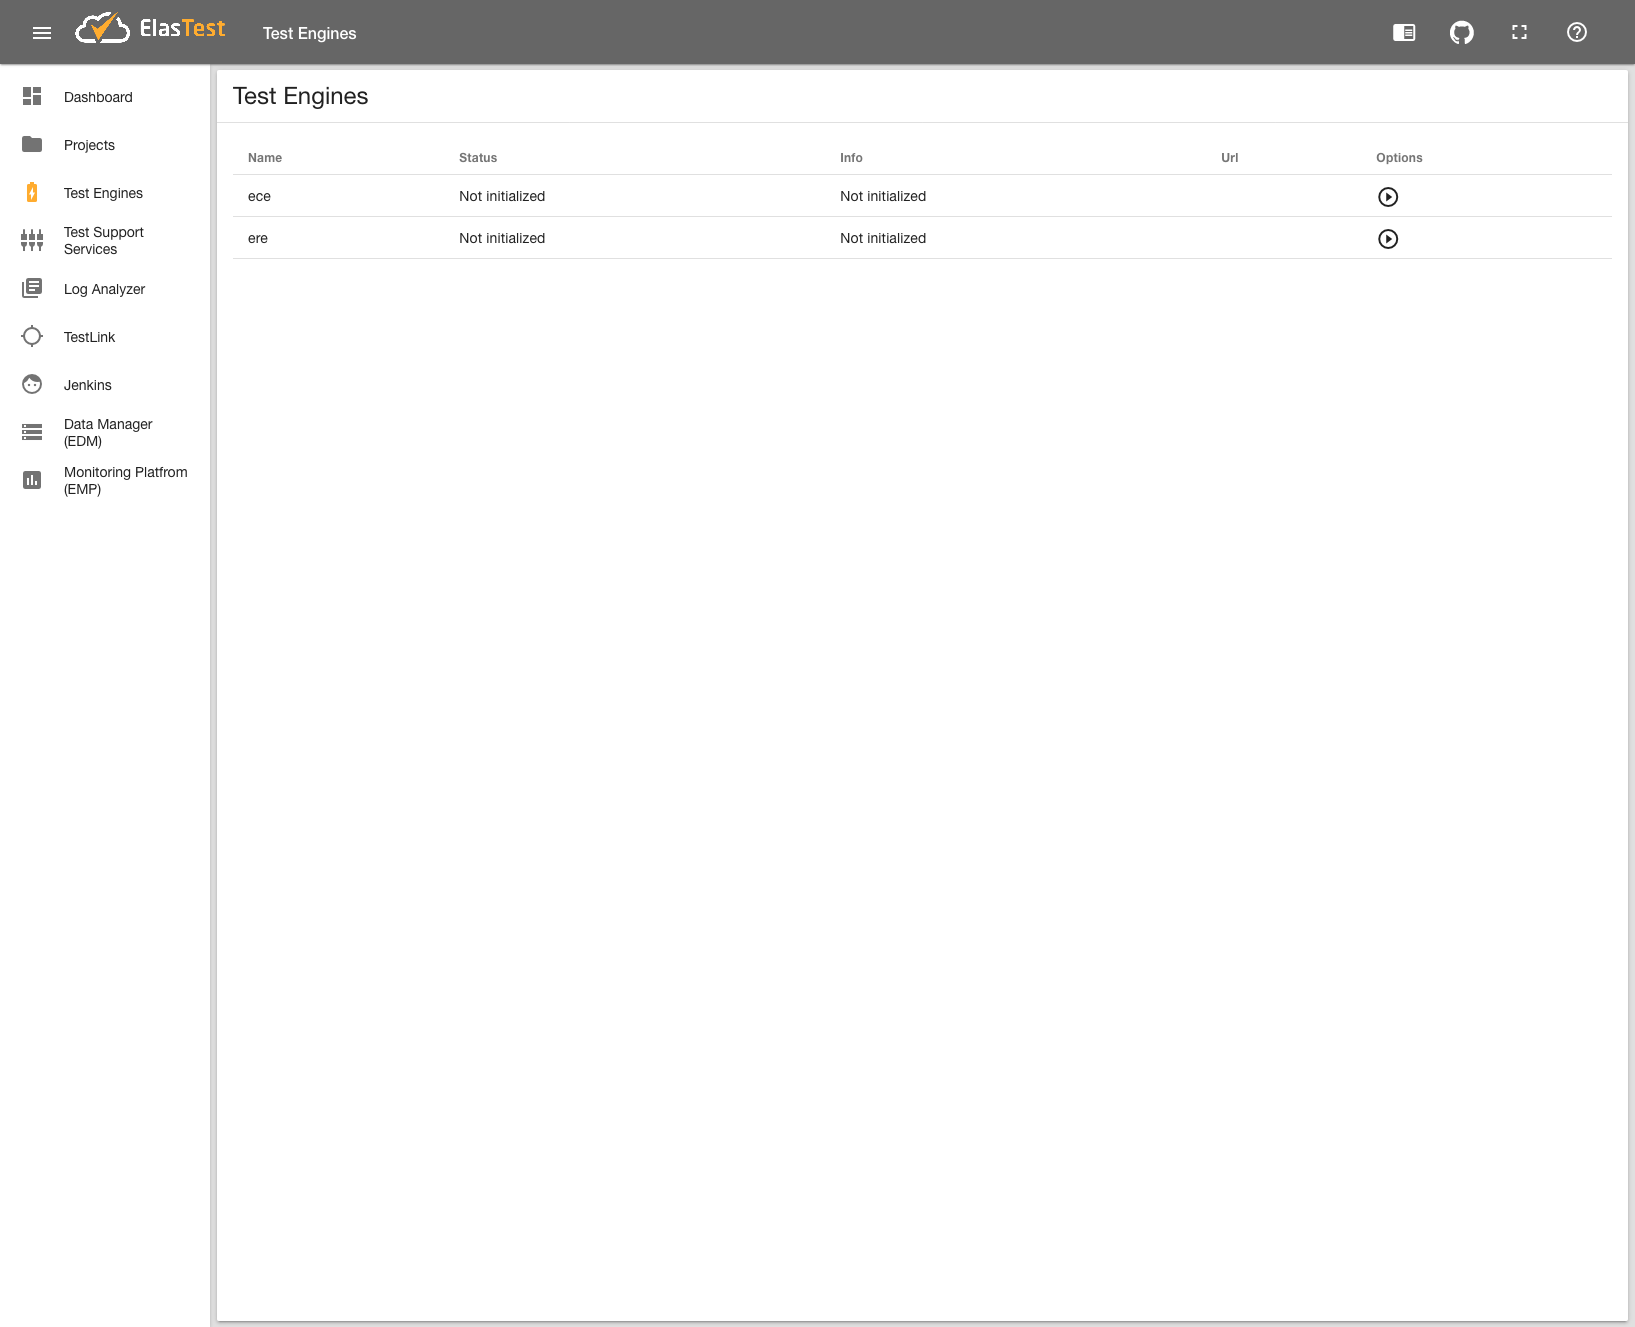 ElasTest
Test Engines
Dashboard
Projects
Test Engines
Test Support
Services
Log Analyzer
TestLink
Jenkins
Data Manager
(EDM)
Monitoring Platfrom
(EMP)
Test Engines
Name Status Info Url Options
ece Not initialized Not initialized
ere Not initialized Not initialized